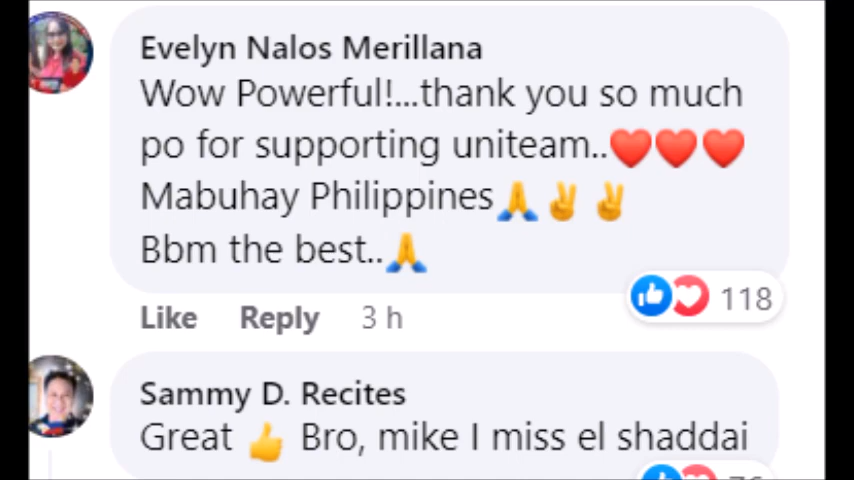 Evelyn Nalos Merillana
Wow Powerful!...thank you so much
po for supporting uniteam..❤️❤️❤️
Mabuhay Philippines🙏✌️✌️
Bbm the best..🙏
Like Reply 3 h
118
Sammy D. Recites
Great 👍 Bro, mike I miss el shaddai